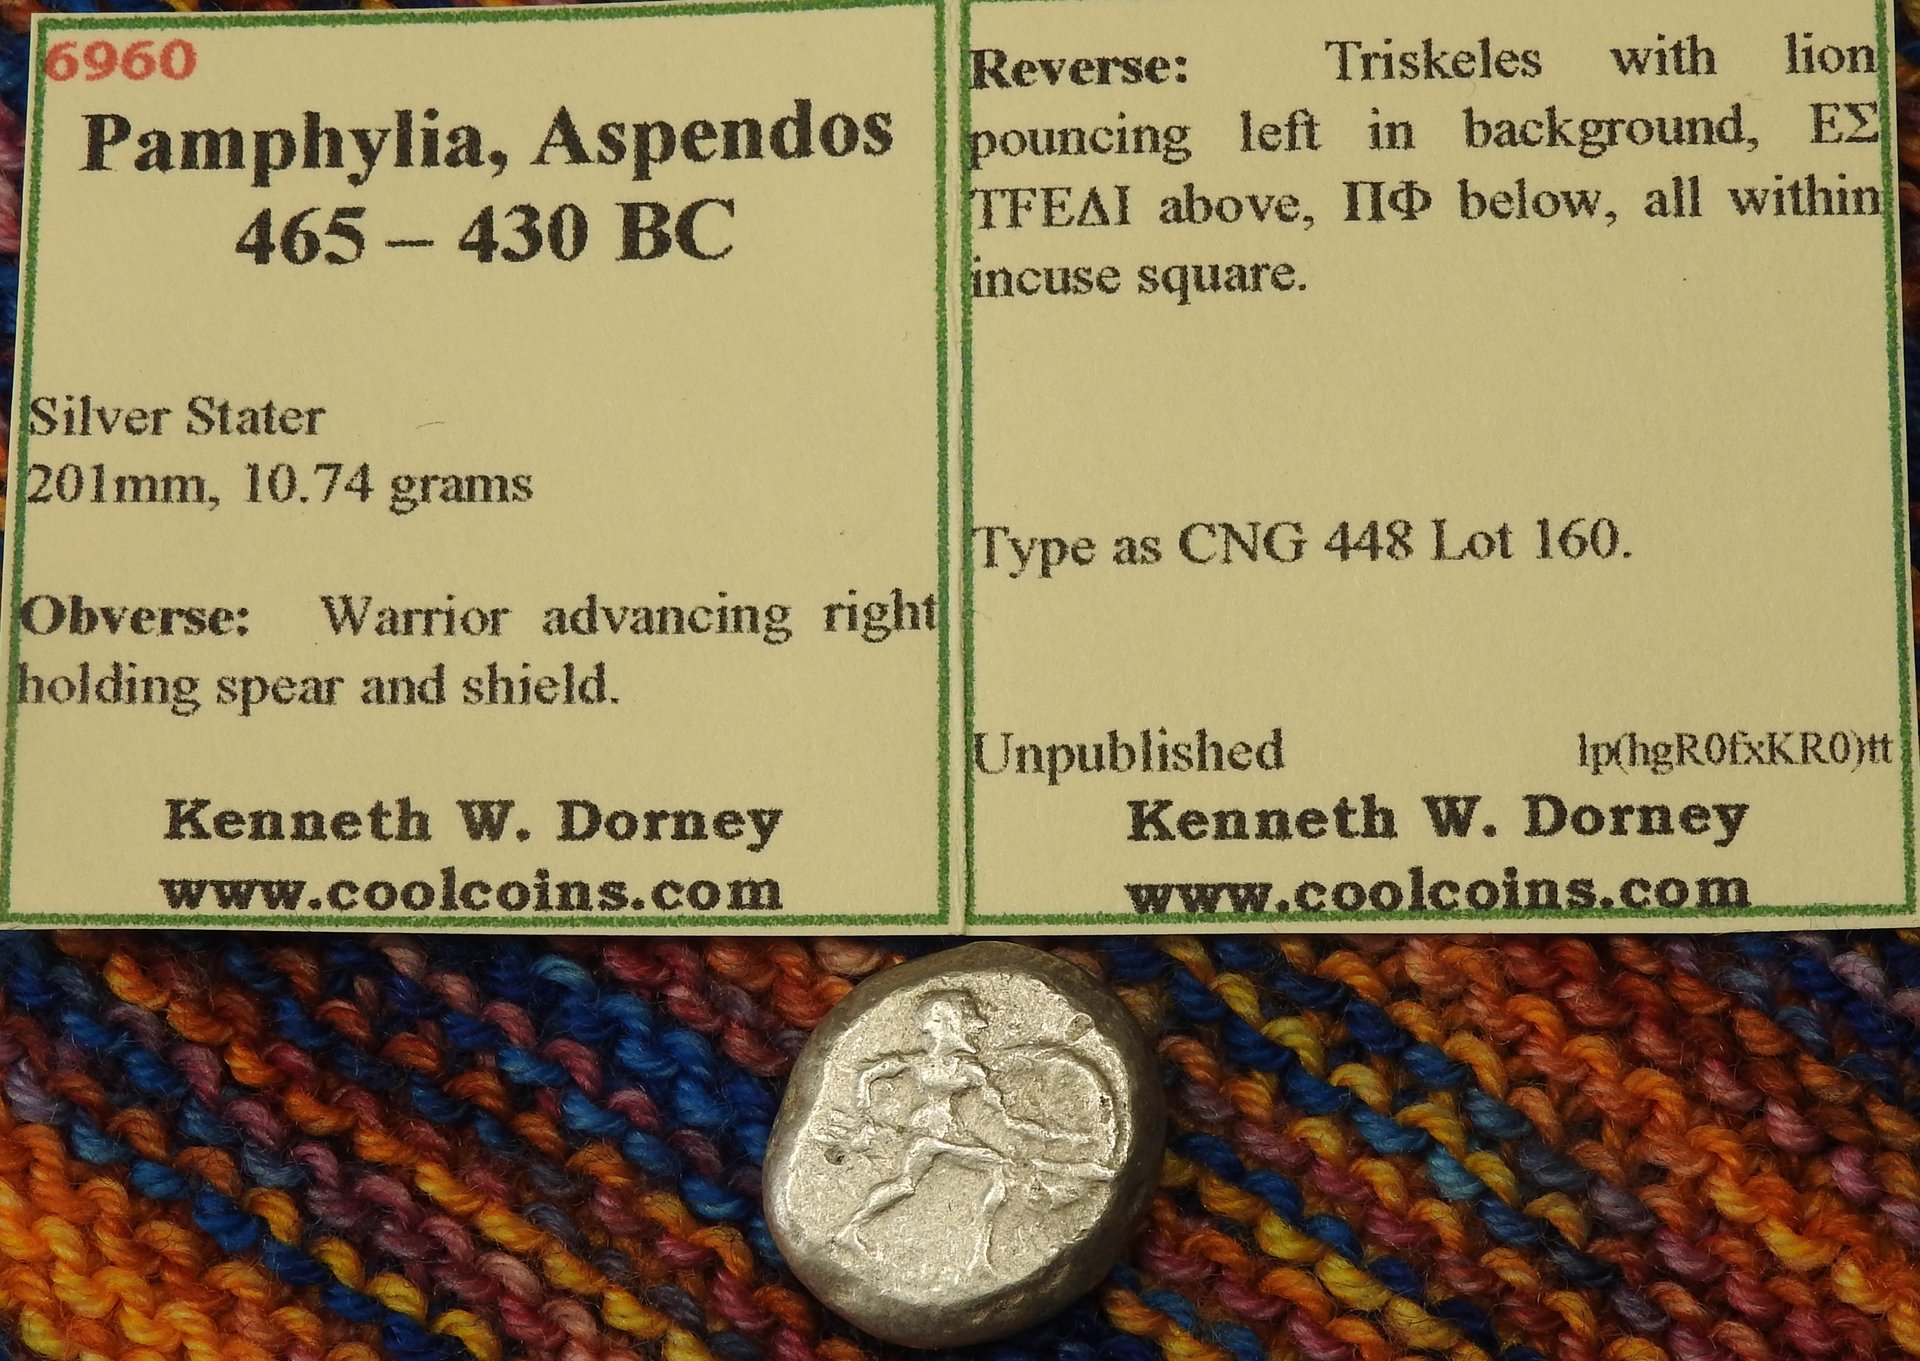 6960
Pamphylia, Aspendos
465 – 430 BC
Silver Stater
201mm, 10.74 grams
Obverse: Warrior advancing right
holding spear and shield.
Kenneth W. Dorney
www.coolcoins.com
Reverse: Triskeles with lion
pouncing left in background, ΕΣ
TFEΔI above, ΠΦ below, all within
incuse square.
Type as CNG 448 Lot 160.
Unpublished lp(hgR0fxKR0)tt
Kenneth W. Dorney
www.coolcoins.com